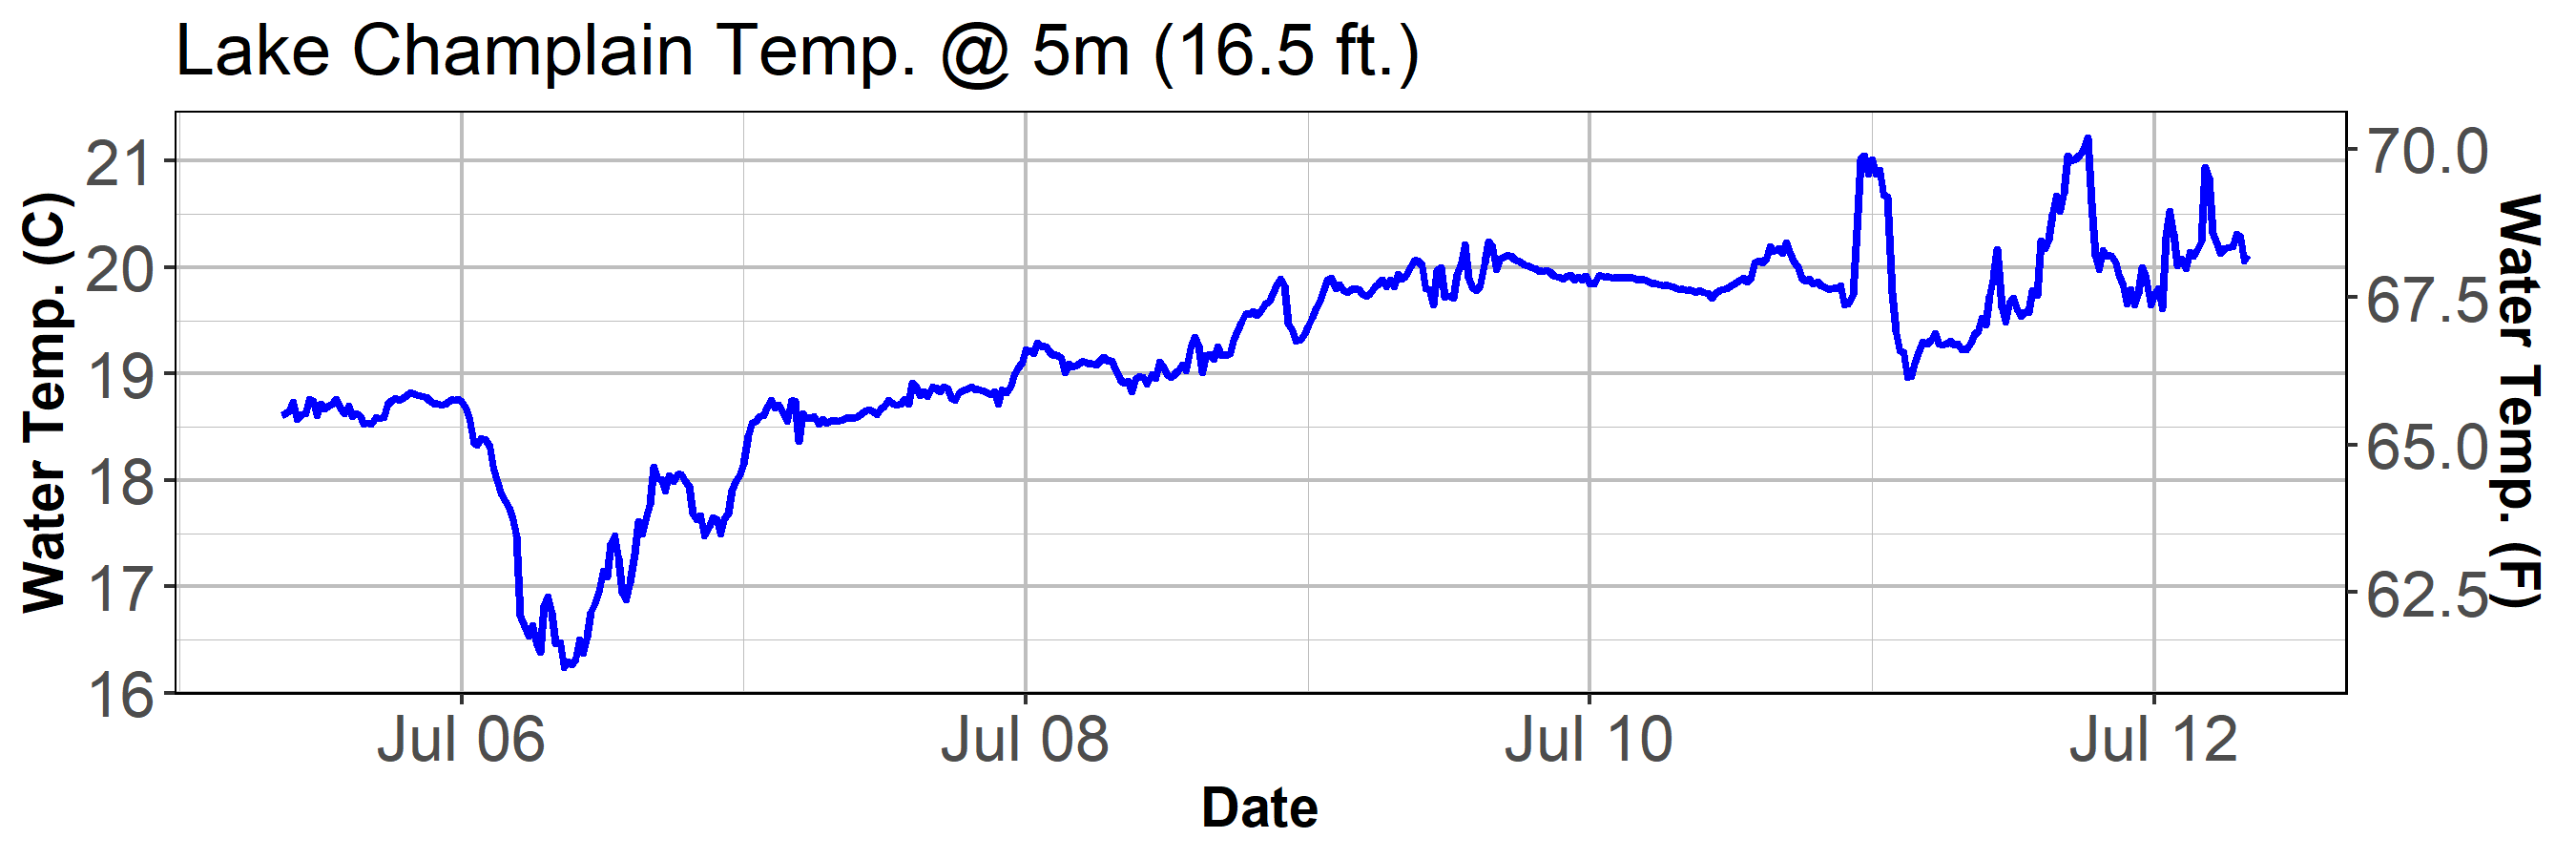 Lake Champlain Temp. @ 5m (16.5 ft.)
Water Temp. (C)
21
20
19
18
17
16
70.0
67.5
65.0
62.5
Water Temp. (F)
Jul 06
Jul 08
Jul 10
Jul 12
Date